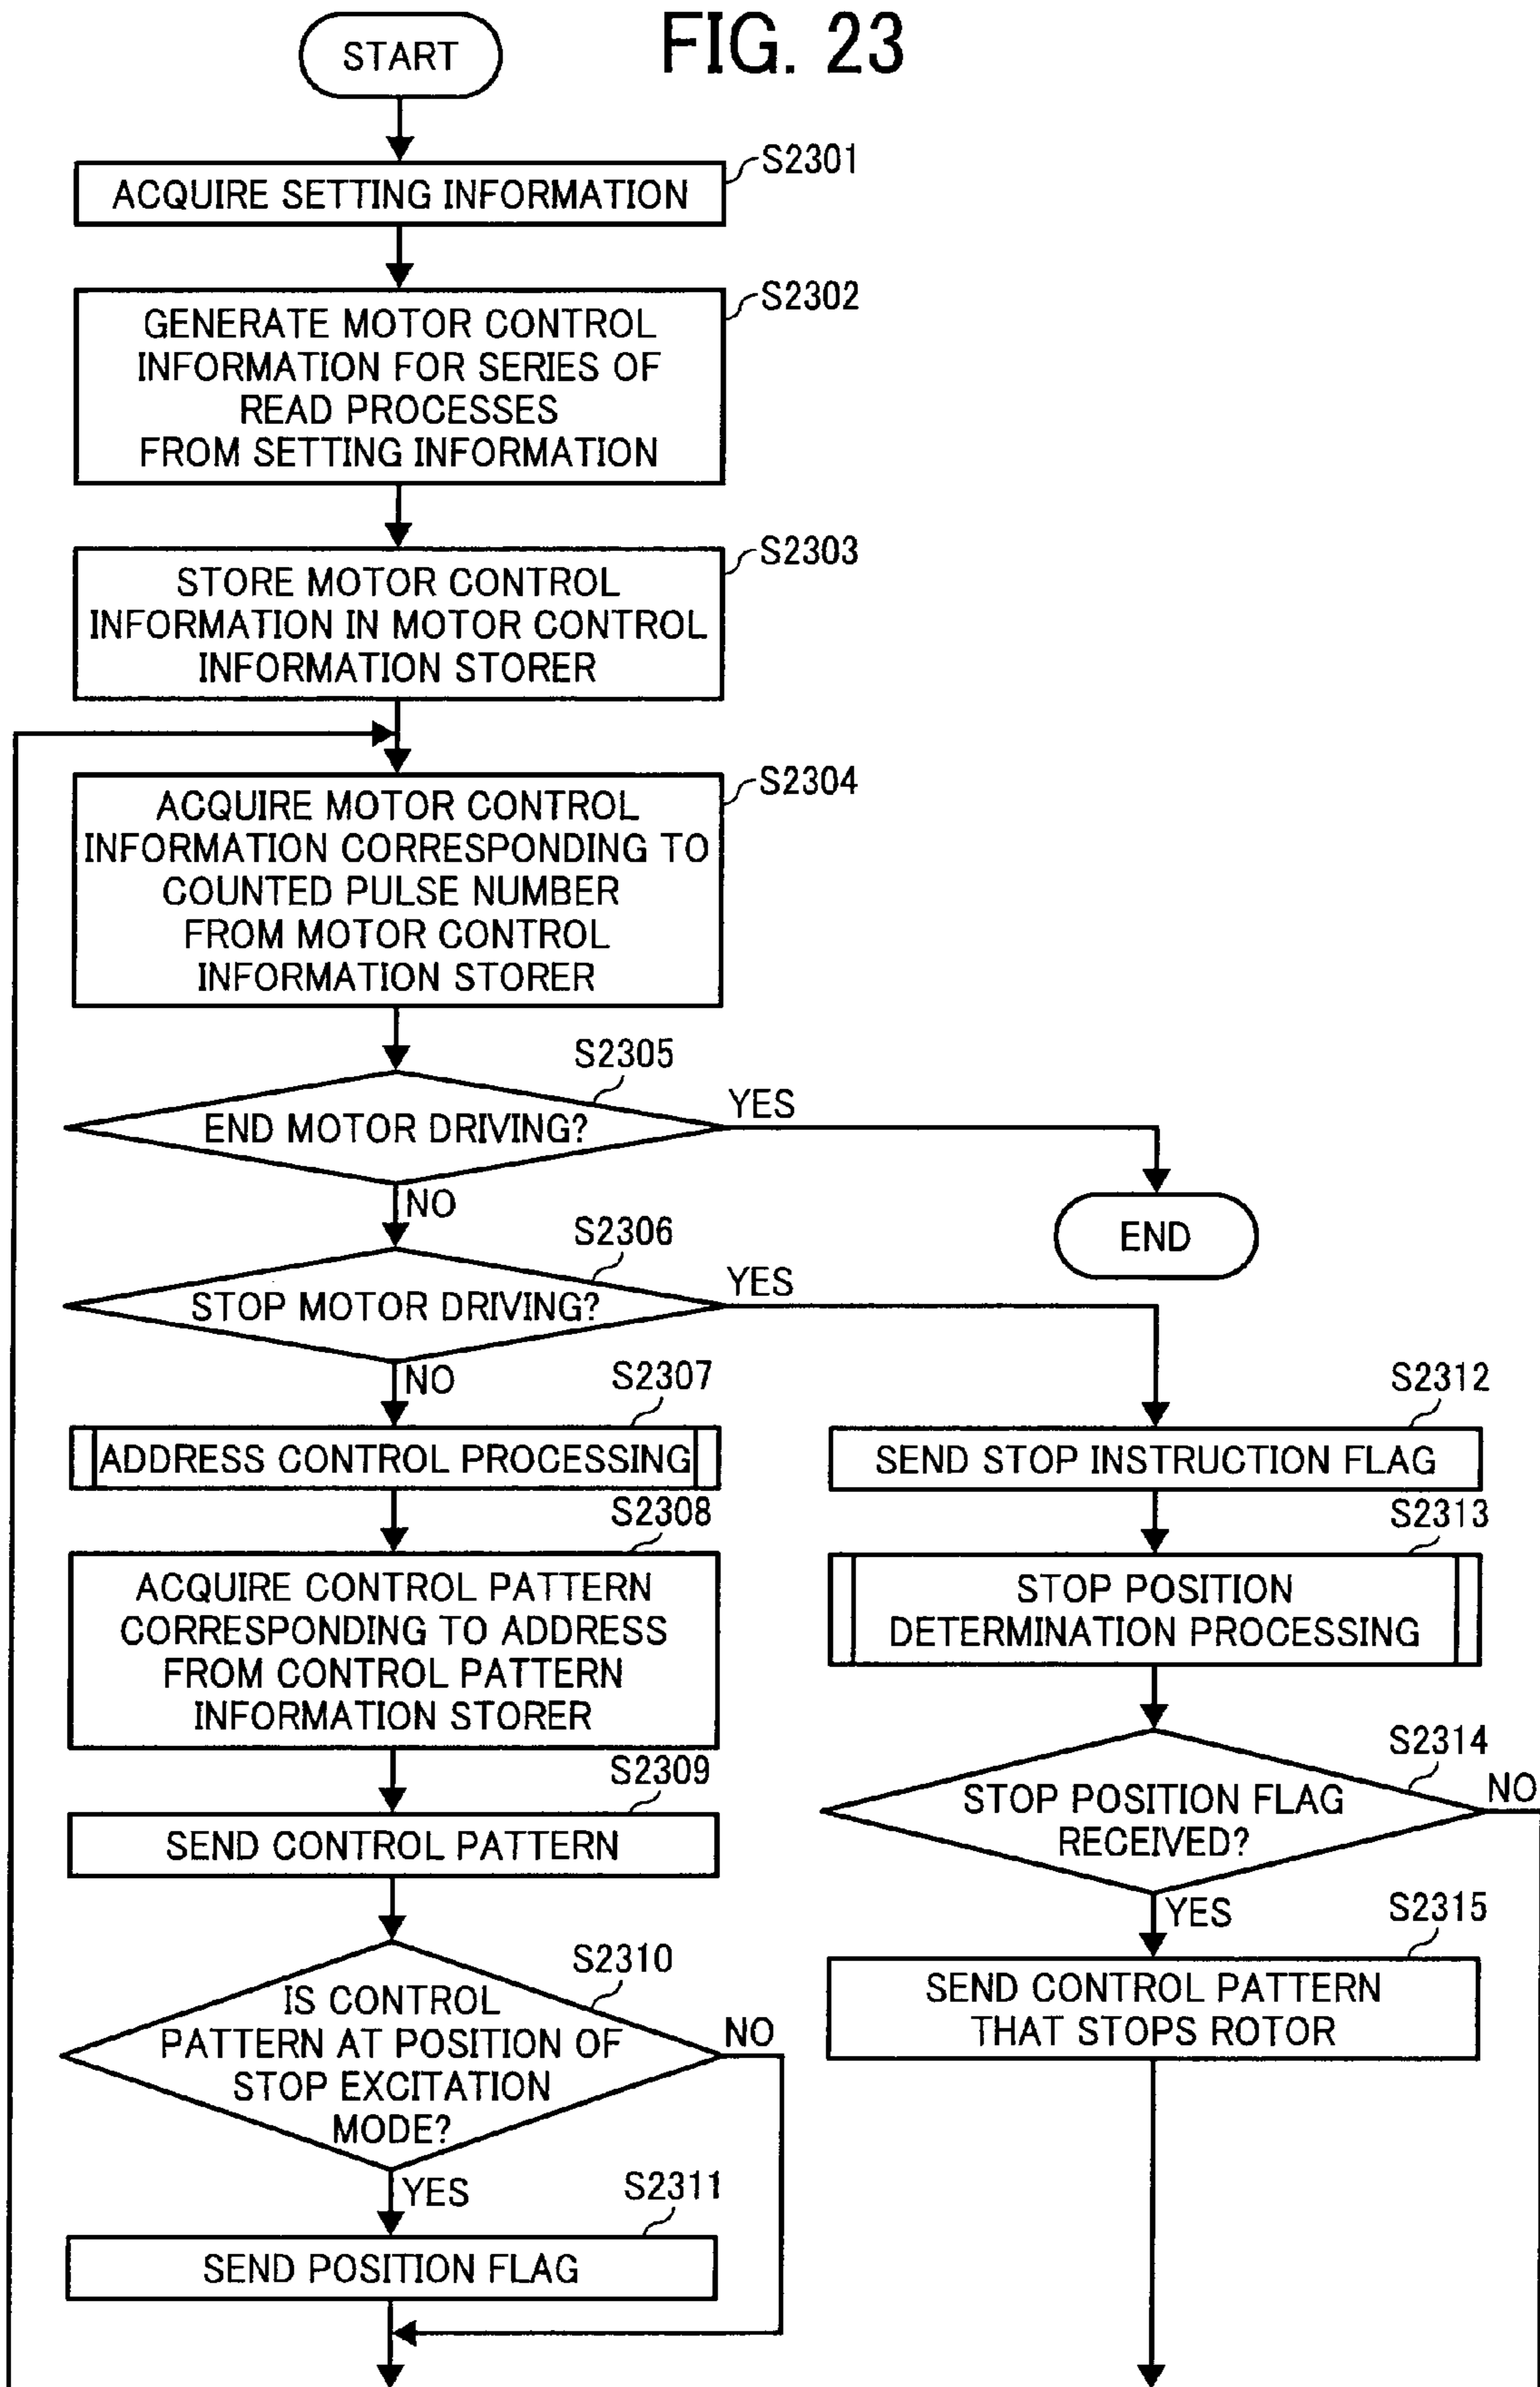 FIG. 23
START
S2301
ACQUIRE SETTING INFORMATION
S2302
GENERATE MOTOR CONTROL
INFORMATION FOR SERIES OF
READ PROCESSES
FROM SETTING INFORMATION
S2303
STORE MOTOR CONTROL
INFORMATION IN MOTOR CONTROL
INFORMATION STORER
S2304
ACQUIRE MOTOR CONTROL
INFORMATION CORRESPONDING TO
COUNTED PULSE NUMBER
FROM MOTOR CONTROL
INFORMATION STORER
S2305
END MOTOR DRIVING?
YES
NO
END
S2306
STOP MOTOR DRIVING?
YES
NO
S2307
ADDRESS CONTROL PROCESSING
S2308
ACQUIRE CONTROL PATTERN
CORRESPONDING TO ADDRESS
FROM CONTROL PATTERN
INFORMATION STORER
S2309
SEND CONTROL PATTERN
S2310
IS CONTROL
PATTERN AT POSITION OF
STOP EXCITATION
MODE?
NO
YES
S2311
SEND POSITION FLAG
S2312
SEND STOP INSTRUCTION FLAG
S2313
STOP POSITION
DETERMINATION PROCESSING
S2314
STOP POSITION FLAG
RECEIVED?
NO
YES
S2315
SEND CONTROL PATTERN
THAT STOPS ROTOR